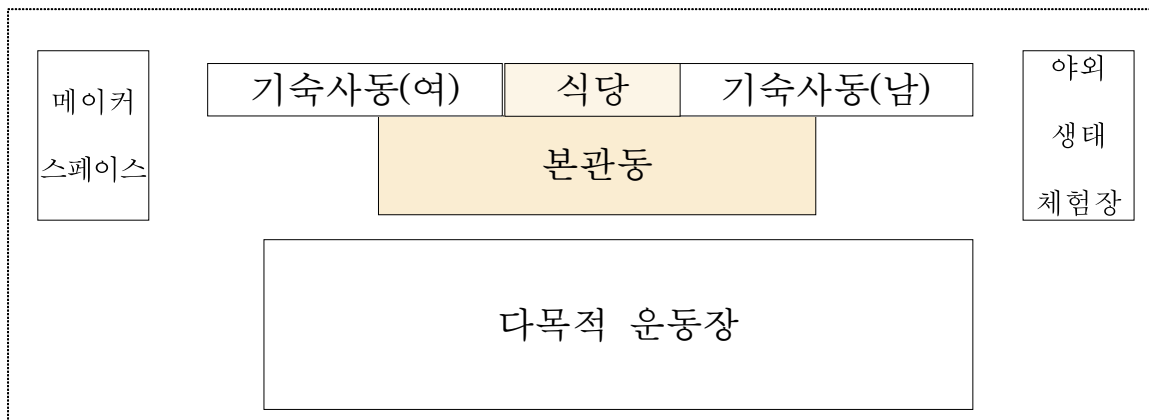 메이커
스페이스
기숙사동(여)
식당
기숙사동(남)
본관동
야외
생태
체험장
다목적 운동장